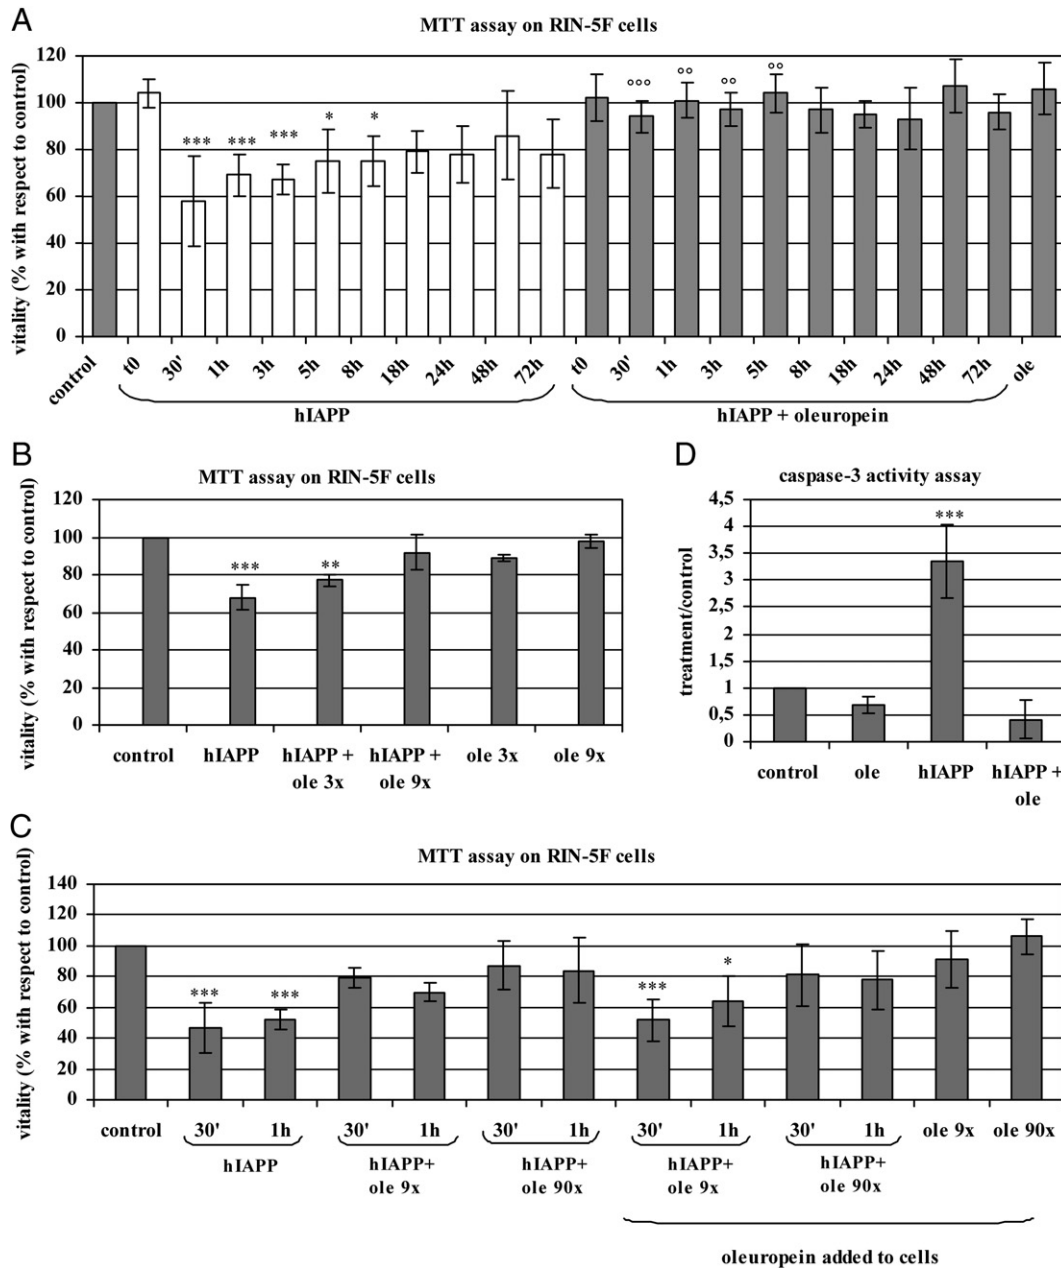 A
MTT assay on RIN-5F cells
vitality (% with respect to control)
120
100
80
60
40
20
0
*** *** *** * *
°°° °° °° °°
control t0 30' 1h 3h 5h 8h 18h 24h 48h 72h t0 30' 1h 3h 5h 8h 18h 24h 48h 72h ole
hIAPP hIAPP + oleuropein
B
MTT assay on RIN-5F cells
vitality (% with respect to control)
120
100
80
60
40
20
0
*** **
control hIAPP hIAPP + hIAPP + ole 3x ole 9x
ole 3x ole 9x
D
caspase-3 activity assay
treatment/control
4,5
4
3,5
3
2,5
2
1,5
1
0,5
0
***
control ole hIAPP hIAPP +
ole
C
MTT assay on RIN-5F cells
vitality (% with respect to control)
140
120
100
80
60
40
20
0
*** *** *** *
control 30' 1h 30' 1h 30' 1h 30' 1h 30' 1h ole 9x ole 90x
hIAPP hIAPP+ hIAPP+ hIAPP+ hIAPP+
ole 9x ole 90x ole 9x ole 90x
oleuropein added to cells